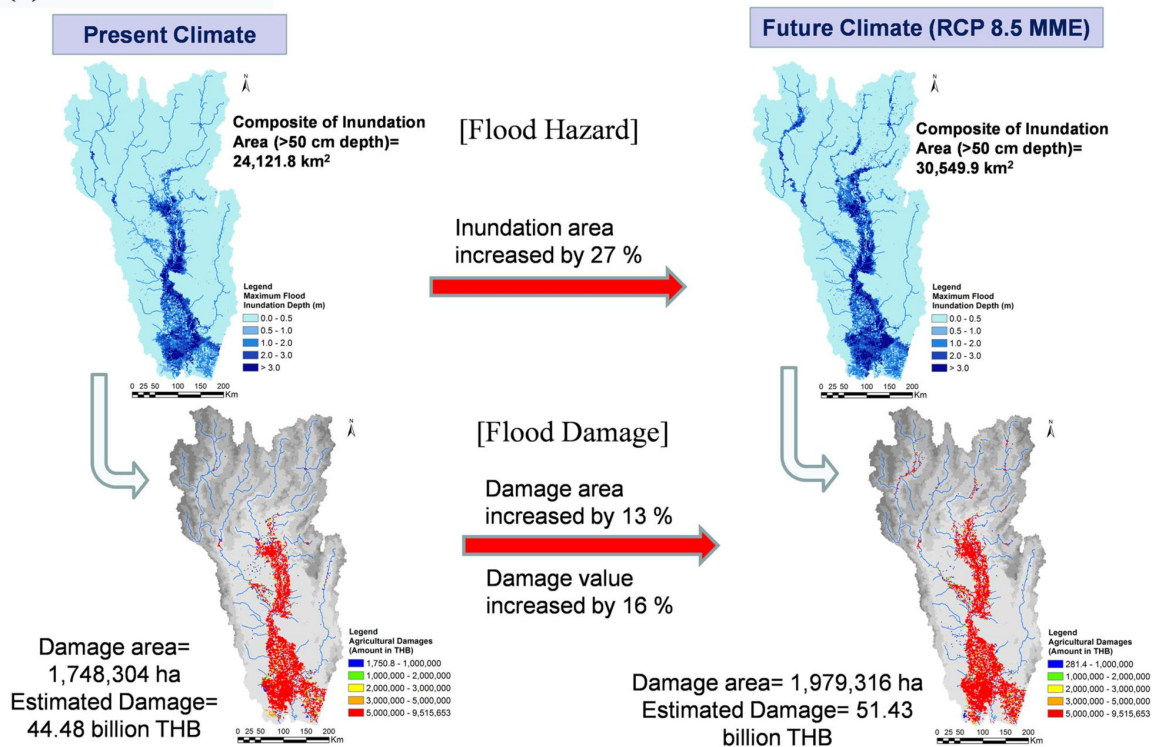 Present Climate
Future Climate (RCP 8.5 MME)
N
Composite of Inundation
Area (>50 cm depth)=
24,121.8 km²
[Flood Hazard]
N
Composite of Inundation
Area (>50 cm depth)=
30,549.9 km²
Inundation area
increased by 27 %
Legend
Maximum Flood
Inundation Depth (m)
0.0 - 0.5
0.5 - 1.0
1.0 - 2.0
2.0 - 3.0
> 3.0
0 25 50 100 150 200
Km
Legend
Maximum Flood
Inundation Depth (m)
0.0 - 0.5
0.5 - 1.0
1.0 - 2.0
2.0 - 3.0
> 3.0
0 25 50 100 150 200
Km
N
[Flood Damage]
N
Damage area
increased by 13 %
Damage value
increased by 16 %
Damage area=
1,748,304 ha
Estimated Damage=
44.48 billion THB
Legend
Agricultural Damages
(Amount in THB)
1,750.8 - 1,000,000
1,000,000 - 2,000,000
2,000,000 - 3,000,000
3,000,000 - 5,000,000
5,000,000 - 9,515,653
0 25 50 100 150 200
Km
Damage area= 1,979,316 ha
Estimated Damage= 51.43
billion THB
Legend
Agricultural Damages
(Amount in THB)
281.4 - 1,000,000
1,000,000 - 2,000,000
2,000,000 - 3,000,000
3,000,000 - 5,000,000
5,000,000 - 9,515,653
0 25 50 100 150 200
Km